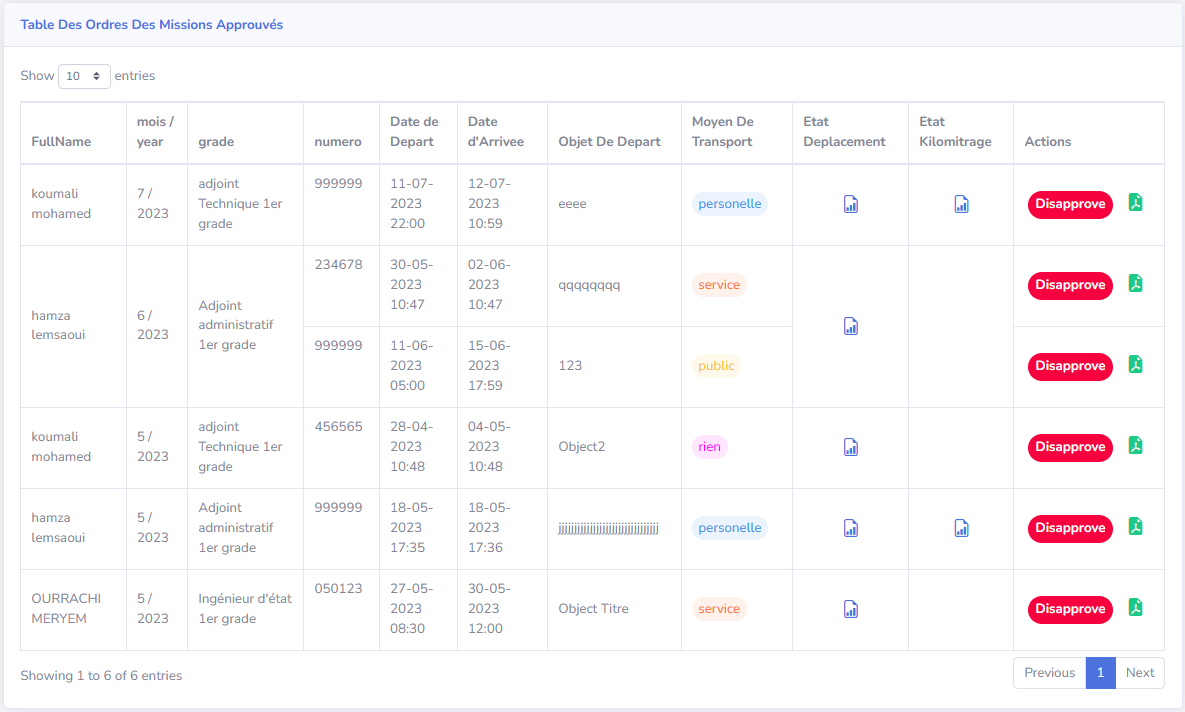 Table Des Ordres Des Missions Approuvés
Show 10 entries
FullName
mois /
year
grade
numero
Date de
Depart
Date
d'Arrivee
Objet De Depart
Moyen De
Transport
Etat
Deplacement
Etat
Kilomitrage
Actions
koumali
mohamed
7 /
2023
adjoint
Technique 1er
grade
999999
11-07-
2023
22:00
12-07-
2023
10:59
eeee
personelle
Disapprove
hamza
lemsaoui
6 /
2023
Adjoint
administratif
1er grade
234678
30-05-
2023
10:47
02-06-
2023
10:47
qqqqqqqq
service
Disapprove
999999
11-06-
2023
05:00
15-06-
2023
17:59
123
public
Disapprove
koumali
mohamed
5 /
2023
adjoint
Technique 1er
grade
456565
28-04-
2023
10:48
04-05-
2023
10:48
Object2
rien
Disapprove
hamza
lemsaoui
5 /
2023
Adjoint
administratif
1er grade
999999
18-05-
2023
17:35
18-05-
2023
17:36
personelle
Disapprove
OURRACHI
MERYEM
5 /
2023
Ingénieur d'état
1er grade
050123
27-05-
2023
08:30
30-05-
2023
12:00
Object Titre
service
Disapprove
Showing 1 to 6 of 6 entries
Previous 1 Next